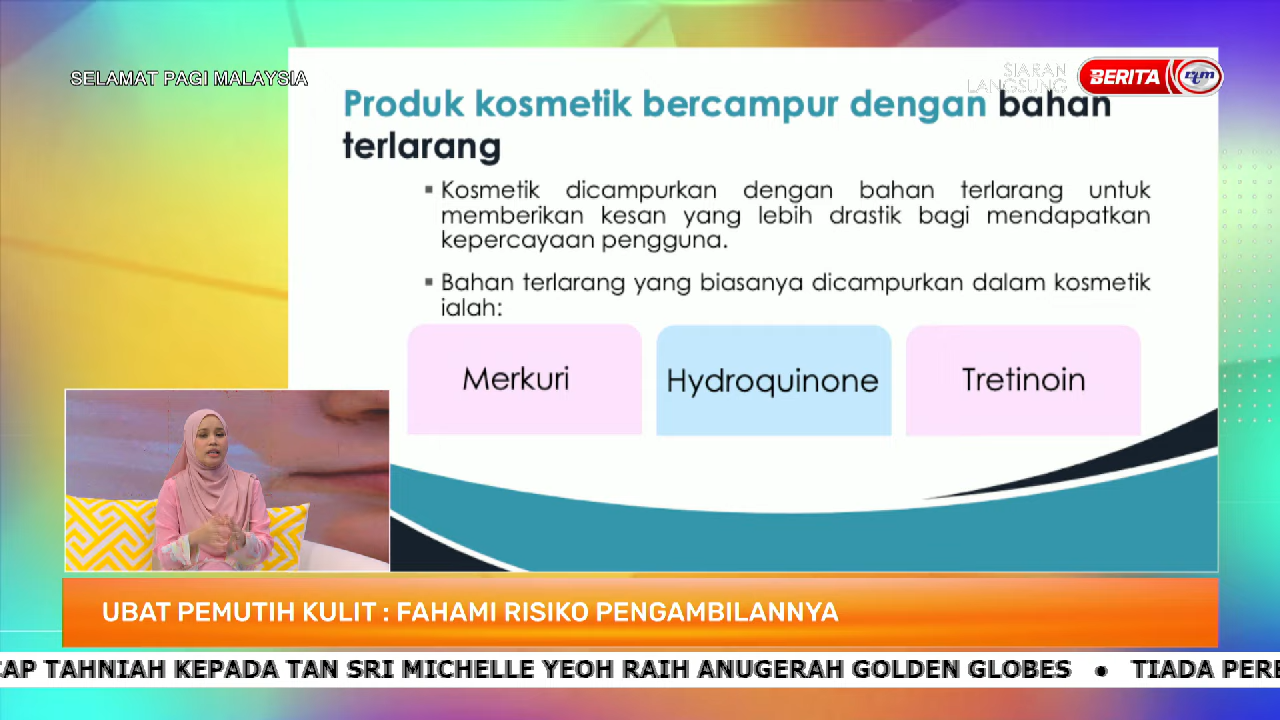 SELAMAT PAGI MALAYSIA
SIARAN
LANGSUNG
BERITA rtm
Produk kosmetik bercampur dengan bahan
terlarang
▪ Kosmetik dicampurkan dengan bahan terlarang untuk
memberikan kesan yang lebih drastik bagi mendapatkan
kepercayaan pengguna.
▪ Bahan terlarang yang biasanya dicampurkan dalam kosmetik
ialah:
Merkuri
Hydroquinone
Tretinoin
UBAT PEMUTIH KULIT : FAHAMI RISIKO PENGAMBILANNYA
TAHNIAH KEPADA TAN SRI MICHELLE YEOH RAIH ANUGERAH GOLDEN GLOBES • TIADA